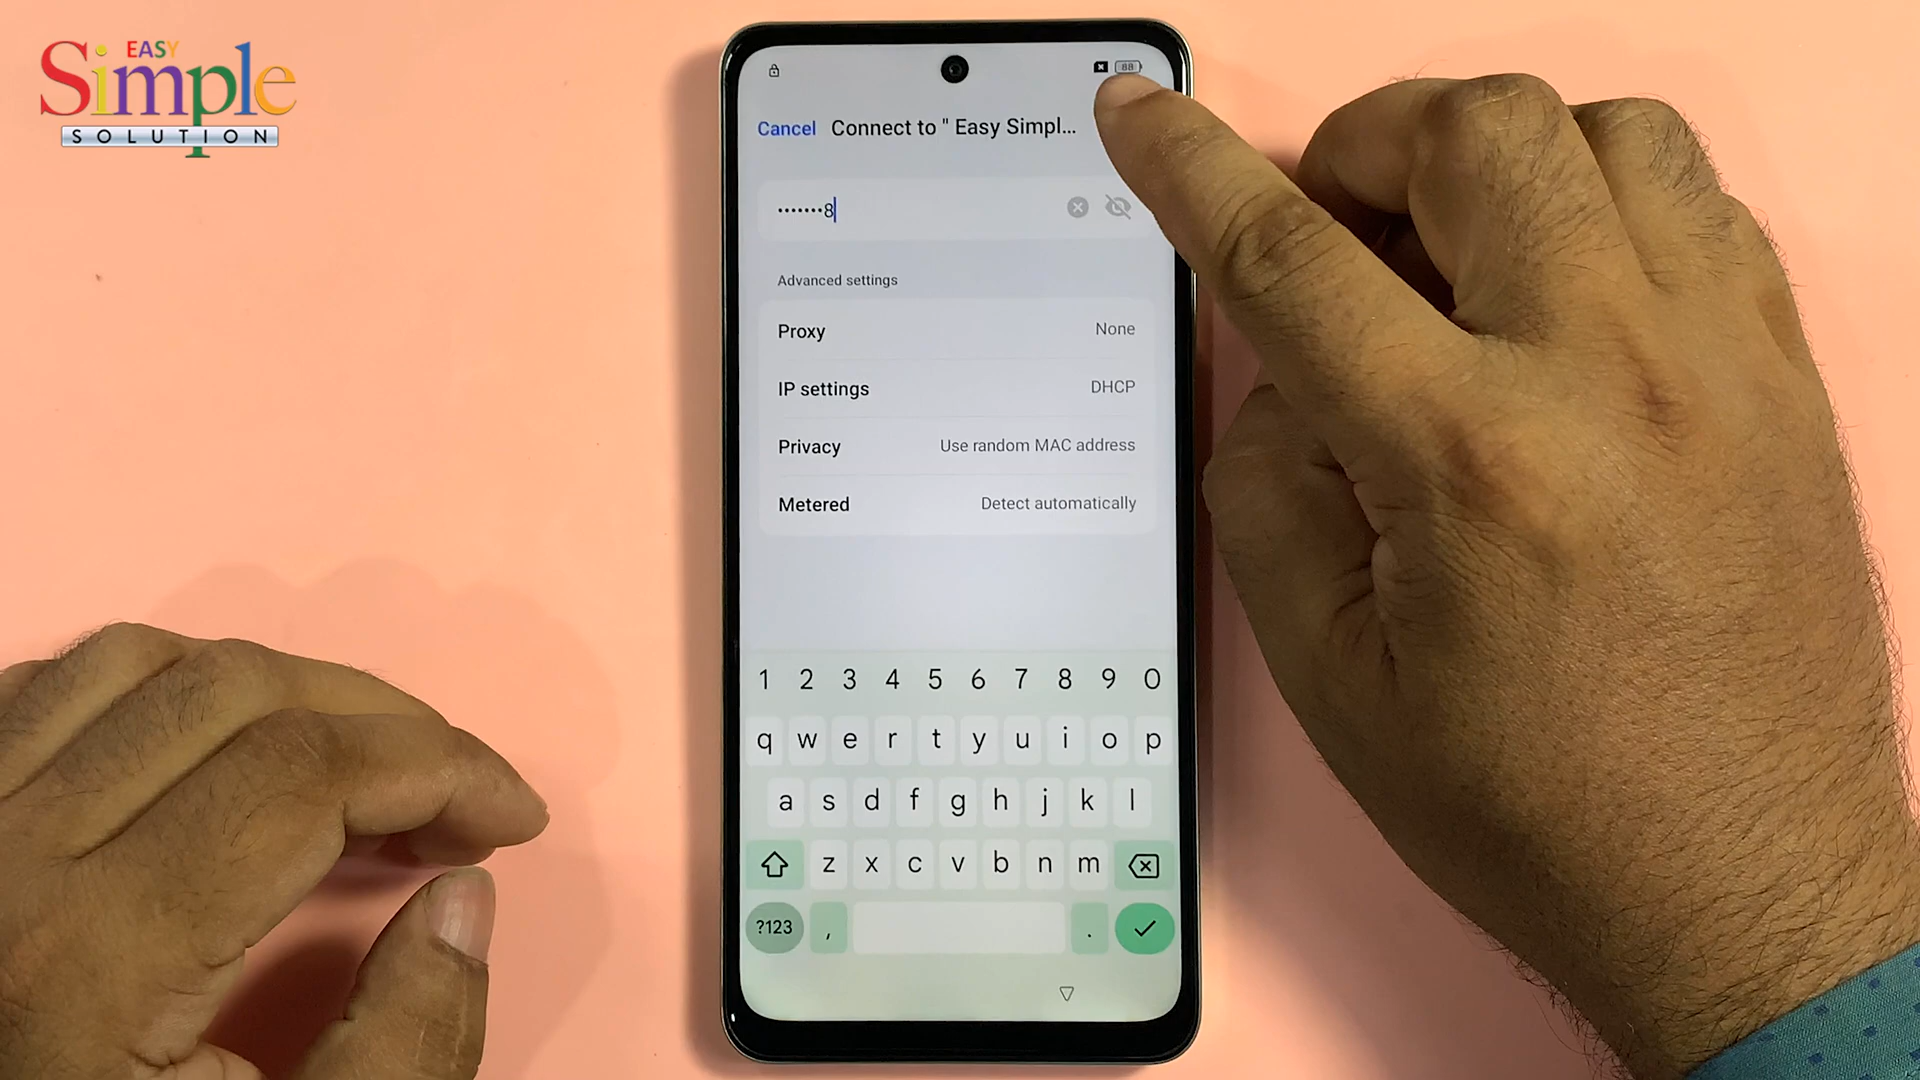 EASY
Simple
SOLUTION
88
Cancel Connect to " Easy Simpl...
•••••••8
Advanced settings
Proxy None
IP settings DHCP
Privacy Use random MAC address
Metered Detect automatically
1 2 3 4 5 6 7 8 9 0
q w e r t y u i o p
a s d f g h j k l
z x c v b n m
?123 , .